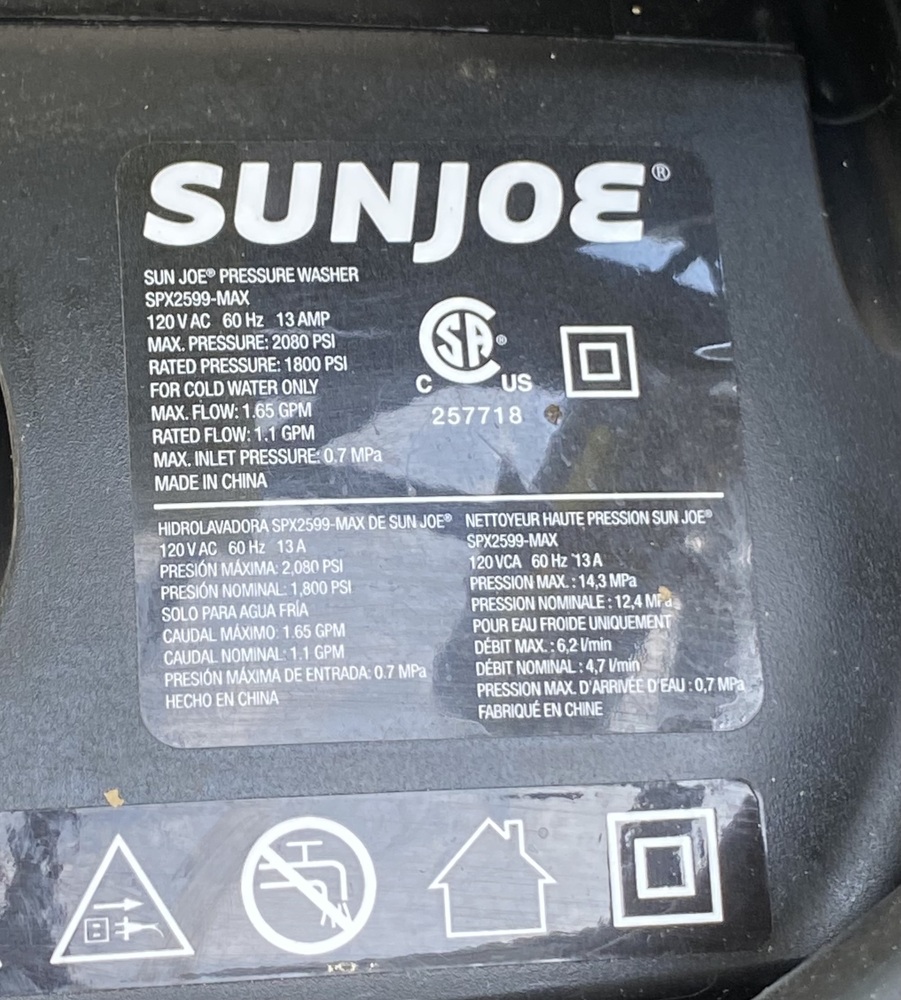 SUNJOE®
SUN JOE® PRESSURE WASHER
SPX2599-MAX
120 V AC 60 Hz 13 AMP
MAX. PRESSURE: 2080 PSI
RATED PRESSURE: 1800 PSI
FOR COLD WATER ONLY
MAX. FLOW: 1.65 GPM
RATED FLOW: 1.1 GPM
MAX. INLET PRESSURE: 0.7 MPa
MADE IN CHINA
CSA®
C US
257718
HIDROLAVADORA SPX2599-MAX DE SUN JOE®
120 V AC 60 Hz 13 A
PRESIÓN MÁXIMA: 2,080 PSI
PRESIÓN NOMINAL: 1,800 PSI
SOLO PARA AGUA FRÍA
CAUDAL MÁXIMO: 1.65 GPM
CAUDAL NOMINAL: 1.1 GPM
PRESIÓN MÁXIMA DE ENTRADA: 0.7 MPa
HECHO EN CHINA
NETTOYEUR HAUTE PRESSION SUN JOE®
SPX2599-MAX
120 VCA 60 Hz 13 A
PRESSION MAX. : 14,3 MPa
PRESSION NOMINALE : 12,4 MPa
POUR EAU FROIDE UNIQUEMENT
DÉBIT MAX. : 6,2 l/min
DÉBIT NOMINAL : 4,7 l/min
PRESSION MAX. D'ARRIVÉE D'EAU : 0,7 MPa
FABRIQUÉ EN CHINE